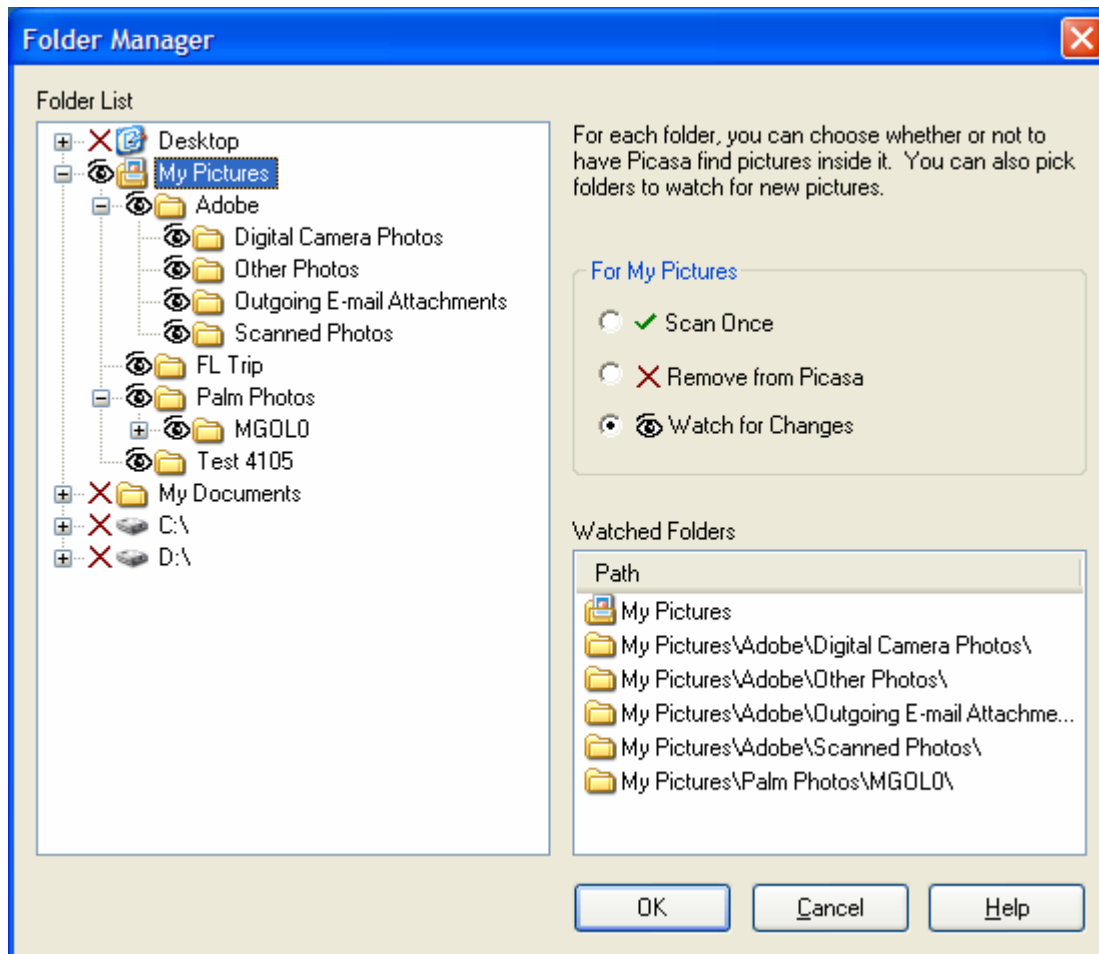 Folder Manager
Folder List
Desktop
My Pictures
Adobe
Digital Camera Photos
Other Photos
Outgoing E-mail Attachments
Scanned Photos
FL Trip
Palm Photos
MGOL0
Test 4105
My Documents
C:\
D:\
For each folder, you can choose whether or not to
have Picasa find pictures inside it. You can also pick
folders to watch for new pictures.
For My Pictures
Scan Once
Remove from Picasa
Watch for Changes
Watched Folders
Path
My Pictures
My Pictures\Adobe\Digital Camera Photos\
My Pictures\Adobe\Other Photos\
My Pictures\Adobe\Outgoing E-mail Attachme...
My Pictures\Adobe\Scanned Photos\
My Pictures\Palm Photos\MGOL0\
OK
Cancel
Help